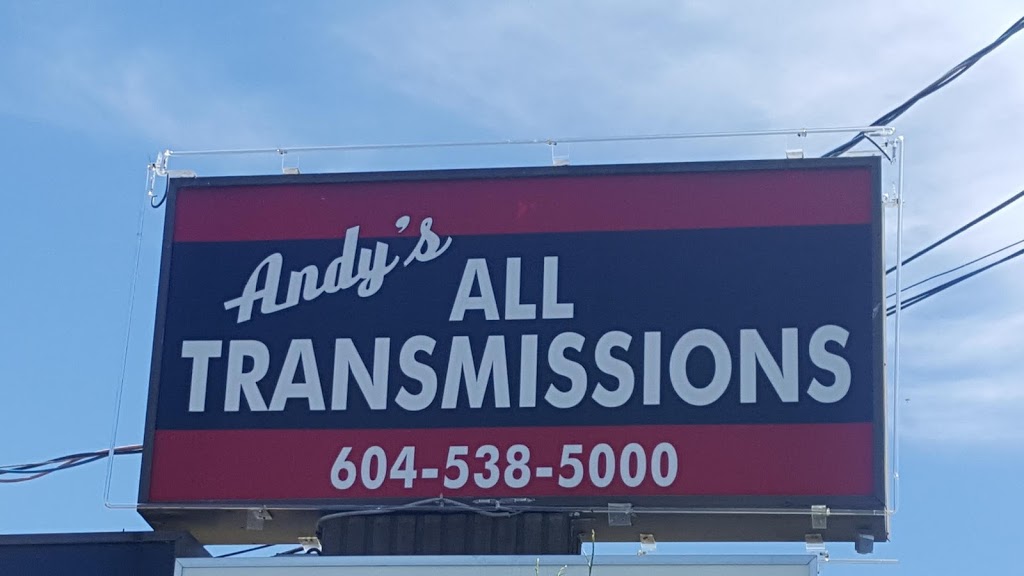 Andy's
ALL
TRANSMISSIONS
604-538-5000